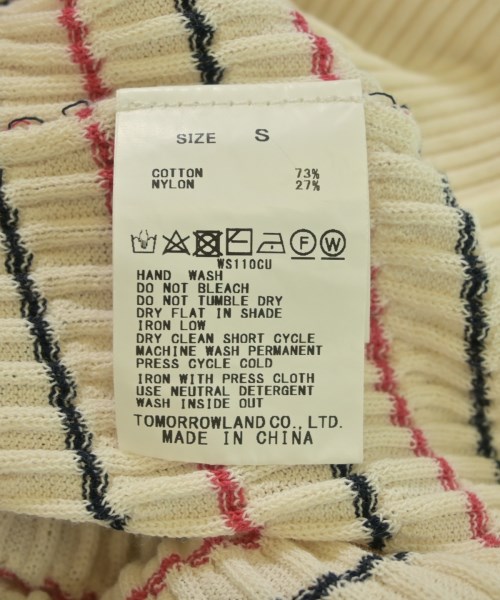 SIZE S
COTTON 73%
NYLON 27%
F W
WS110CU
HAND WASH
DO NOT BLEACH
DO NOT TUMBLE DRY
DRY FLAT IN SHADE
IRON LOW
DRY CLEAN SHORT CYCLE
MACHINE WASH PERMANENT
PRESS CYCLE COLD
IRON WITH PRESS CLOTH
USE NEUTRAL DETERGENT
WASH INSIDE OUT
TOMORROWLAND CO., LTD.
MADE IN CHINA